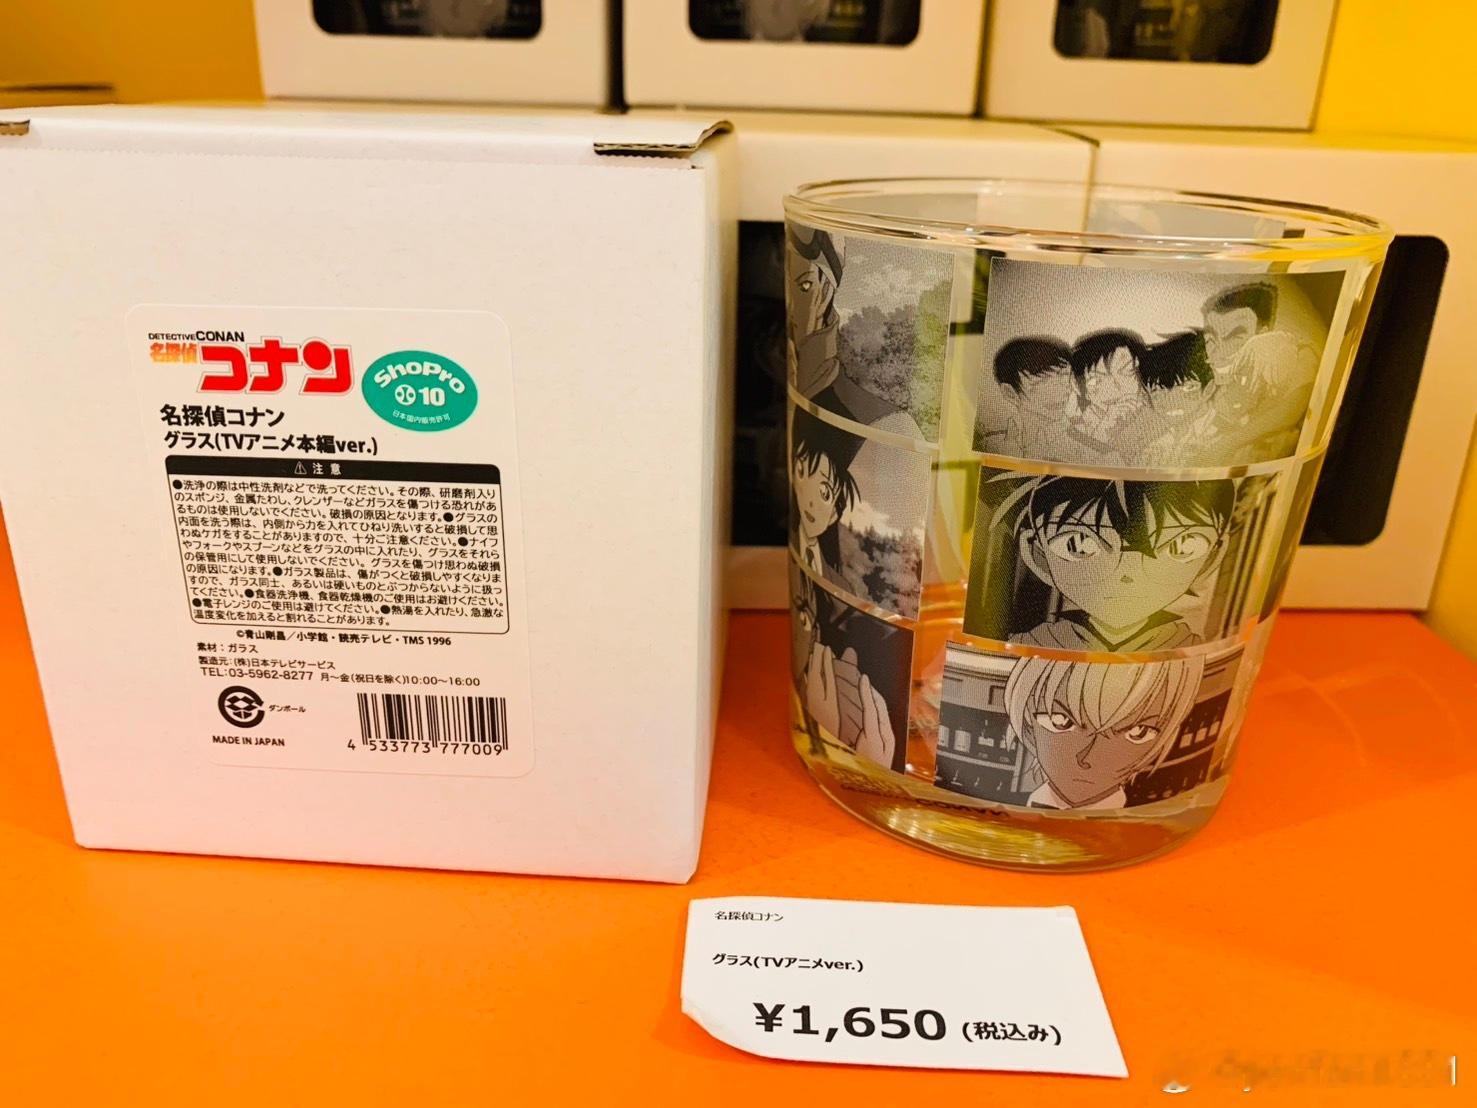 DETECTIVE CONAN
名探偵
コナン
ShoPro
10
日本国内販売許可
名探偵コナン
グラス(TVアニメ本編ver.)
⚠注意
●洗浄の際は中性洗剤などで洗ってください。その際、研磨剤入り
のスポンジ、金属たわし、クレンザーなどガラスを傷つける恐れがあ
るものは使用しないでください。破損の原因となります。●グラスの
内面を洗う際は、内側から力を入れてひねり洗いすると破損して思
わぬケガをすることがありますので、十分ご注意ください。●ナイフ
やフォークやスプーンなどをグラスの中に入れたり、グラスをそれら
の保管用にして使用しないでください。グラスを傷つけ思わぬ破損
の原因になります。●ガラス製品は、傷がつくと破損しやすくなりま
すので、ガラス同士、あるいは硬いものとぶつからないように扱っ
てください。●食器洗浄機、食器乾燥機のご使用はお避けください。
●電子レンジのご使用は避けてください。●熱湯を入れたり、急激な
温度変化を加えると割れることがあります。
©青山剛昌/小学館・読売テレビ・TMS 1996
素材:ガラス
製造元:(株)日本テレビサービス
TEL:03-5962-8277 月~金(祝日を除く)10:00~16:00
ダンボール
MADE IN JAPAN
4 533773 777009
名探偵コナン
グラス(TVアニメver.)
¥1,650 (税込み)